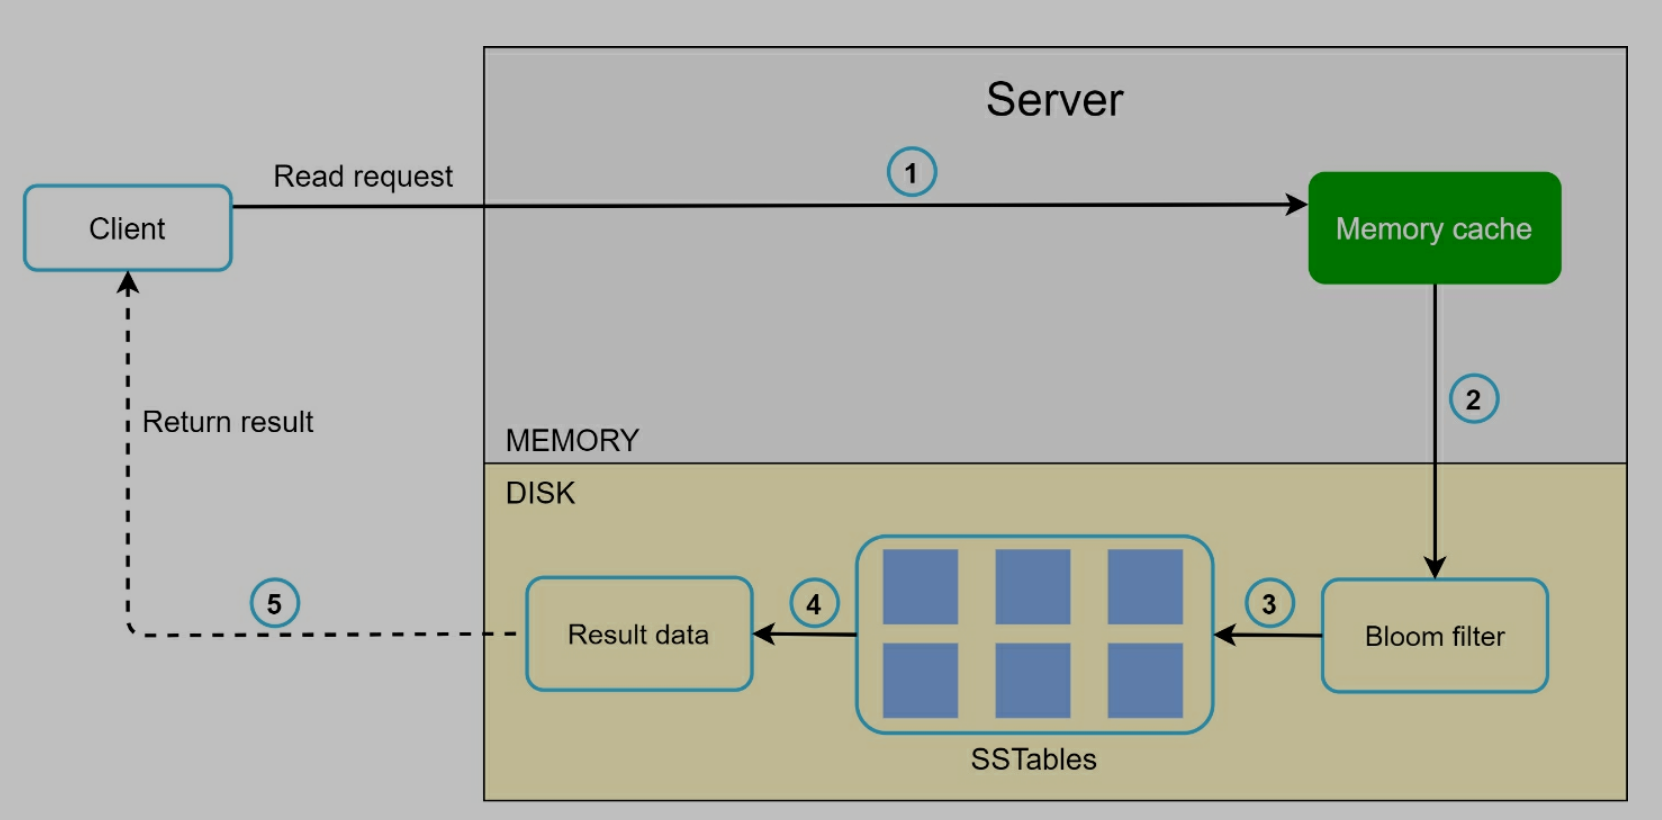 Server
Read request
1
Client
Memory cache
2
Return result
MEMORY
DISK
5
Result data
4
3
Bloom filter
SSTables